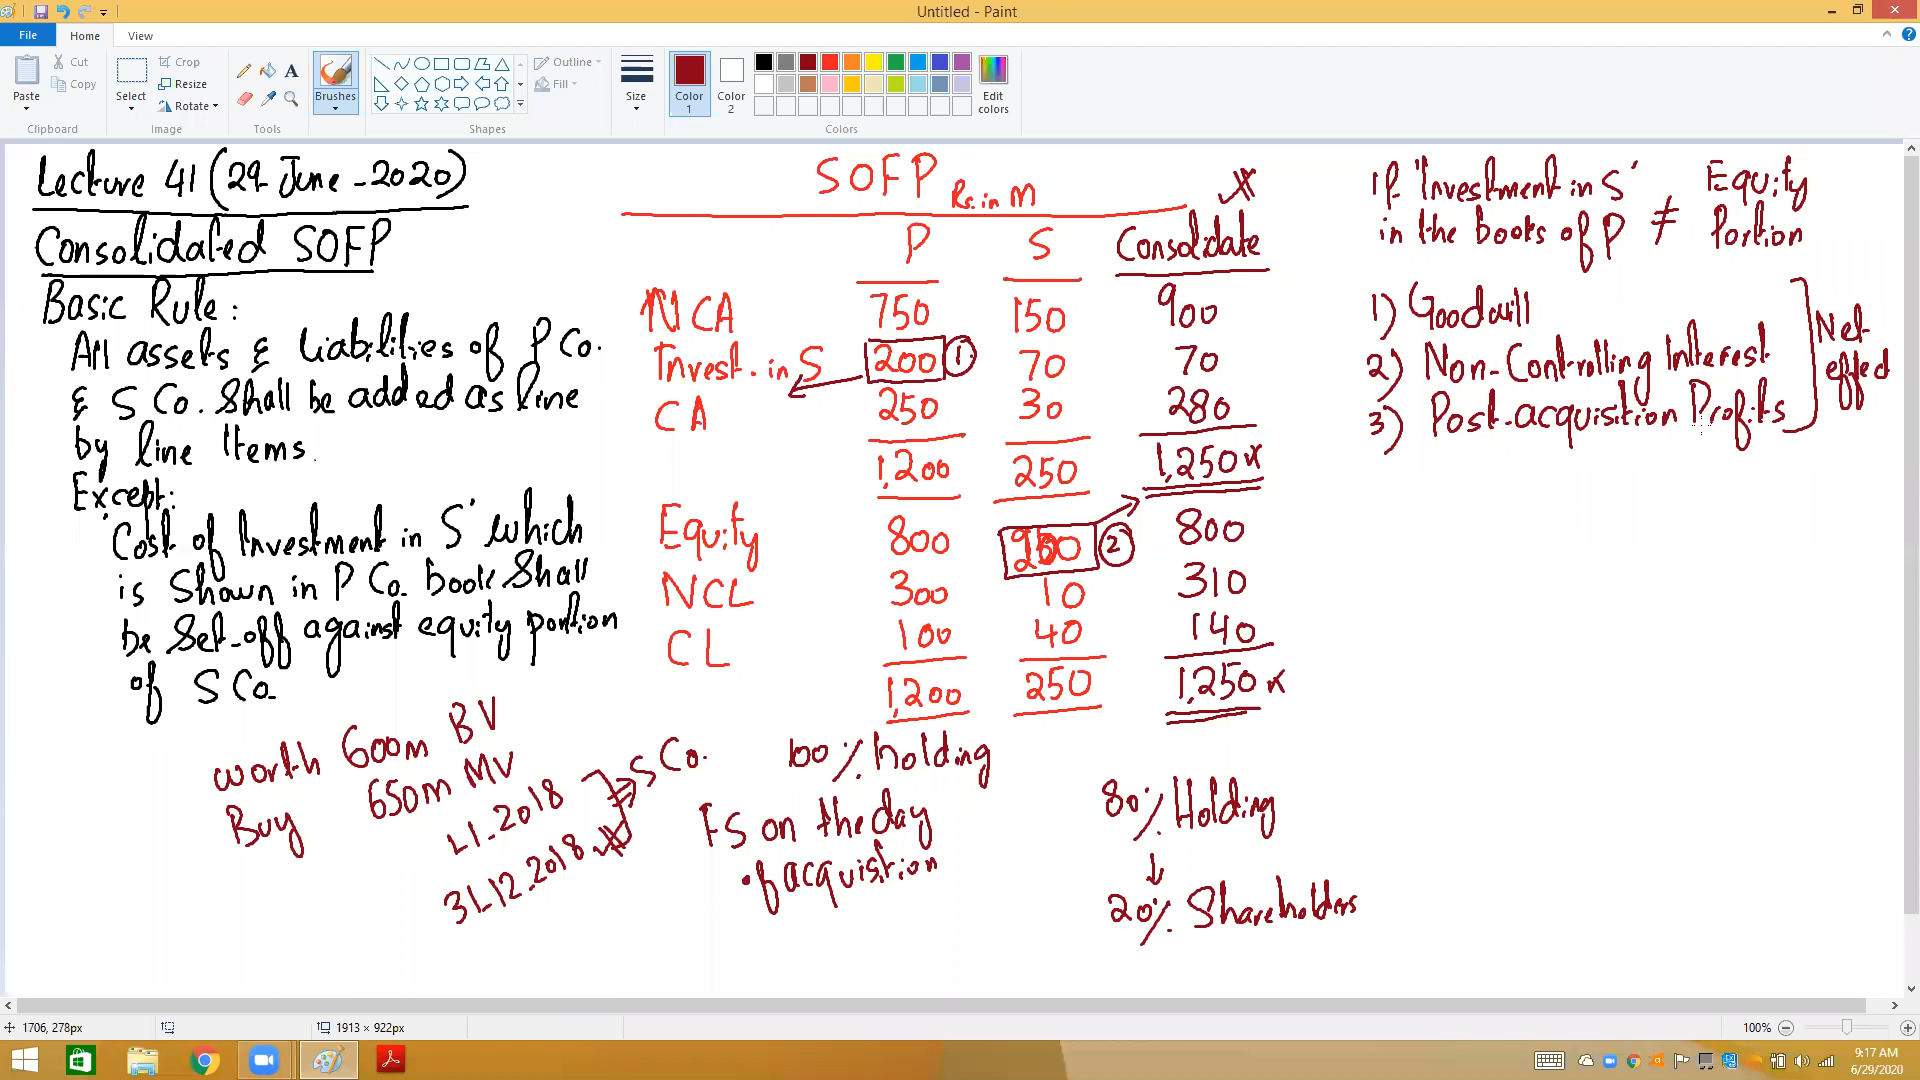 Untitled - Paint
File Home View
Paste
Cut
Copy
Clipboard
Select
Crop
Resize
Rotate
Image
Tools
Brushes
Shapes
Outline
Fill
Size
Color 1
Color 2
Edit colors
Colors
Lecture 41 (29-June-2020)
Consolidated SOFP
Basic Rule:
All assets & Liabilities of P Co.
& S Co. Shall be added as line
by line Items.
Except:
'Cost of Investment in S' which
is Shown in P Co. book Shall
be Set-off against equity portion
of S Co.
worth 600m BV
Buy 650m MV
1.1.2018
31.12.2018
S Co.
SOFP Rs. in M
P S Consolidate
NCA 750 150 900
Invest. in S 200 1 70 70
CA 250 30 280
1,200 250 1,250 x
Equity 800 2 800
NCL 300 10 310
CL 100 40 140
1,200 250 1,250 x
100% holding
FS on the day
of acquisition
80% Holding
20% Shareholders
If 'Investment in S' ≠ Equity
in the books of P Portion
1) Goodwill
2) Non-Controlling Interest
3) Post-acquisition Profits
Net
effect
1706, 278px
1913 × 922px
100%
9:17 AM
6/29/2020